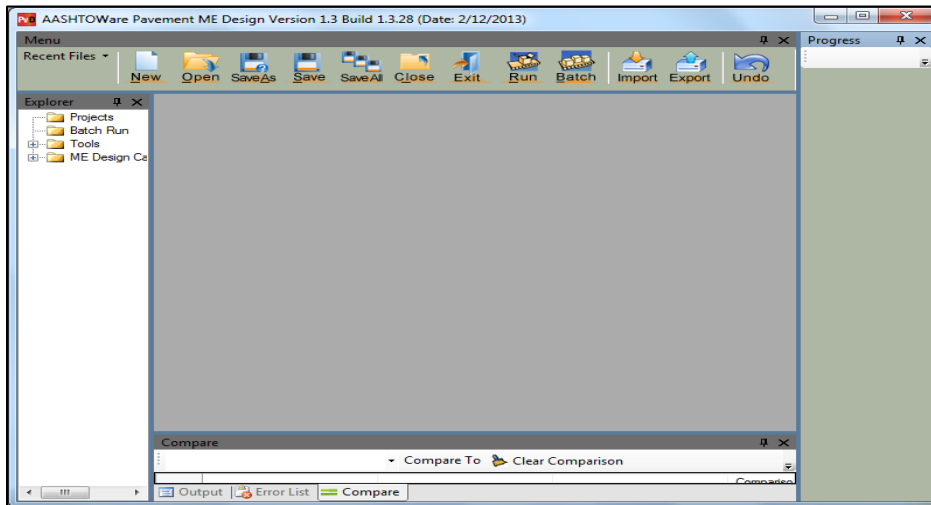 PvD AASHTOWare Pavement ME Design Version 1.3 Build 1.3.28 (Date: 2/12/2013)
Menu
Recent Files
New Open SaveAs Save SaveAll Close Exit Run Batch Import Export Undo
Progress
Explorer
Projects
Batch Run
Tools
ME Design Ca
Compare
Compare To Clear Comparison
Compariso
Output Error List Compare